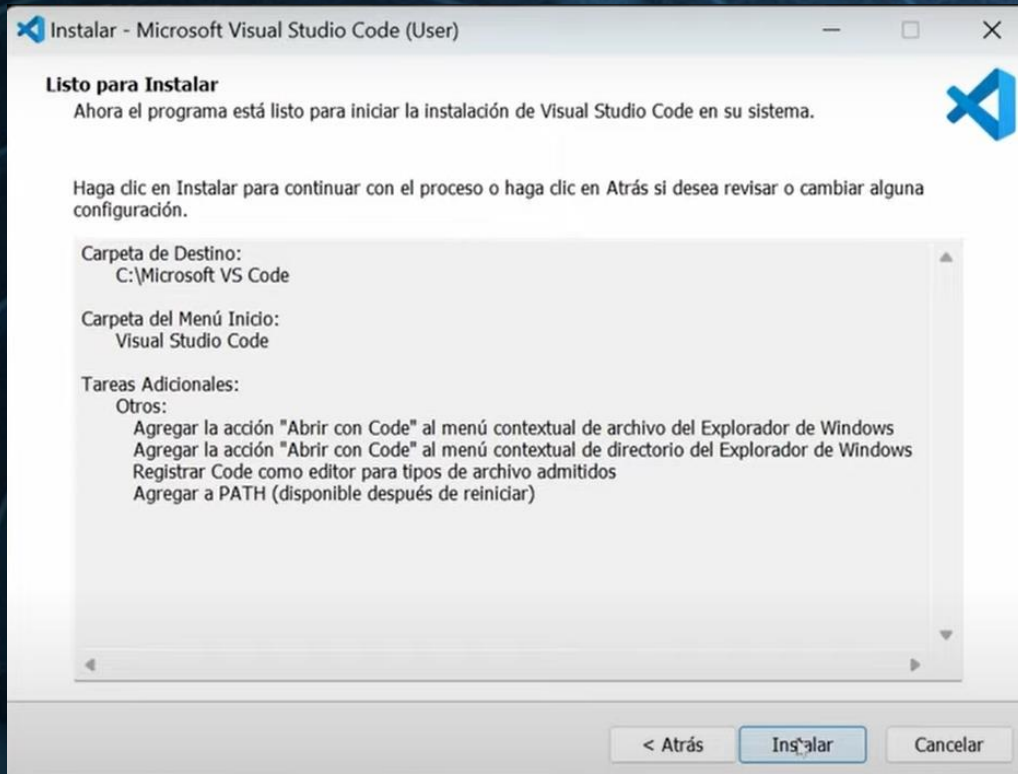 Instalar - Microsoft Visual Studio Code (User)
Listo para Instalar
Ahora el programa está listo para iniciar la instalación de Visual Studio Code en su sistema.
Haga clic en Instalar para continuar con el proceso o haga clic en Atrás si desea revisar o cambiar alguna
configuración.
Carpeta de Destino:
C:\Microsoft VS Code
Carpeta del Menú Inicio:
Visual Studio Code
Tareas Adicionales:
Otros:
Agregar la acción "Abrir con Code" al menú contextual de archivo del Explorador de Windows
Agregar la acción "Abrir con Code" al menú contextual de directorio del Explorador de Windows
Registrar Code como editor para tipos de archivo admitidos
Agregar a PATH (disponible después de reiniciar)
< Atrás
Instalar
Cancelar